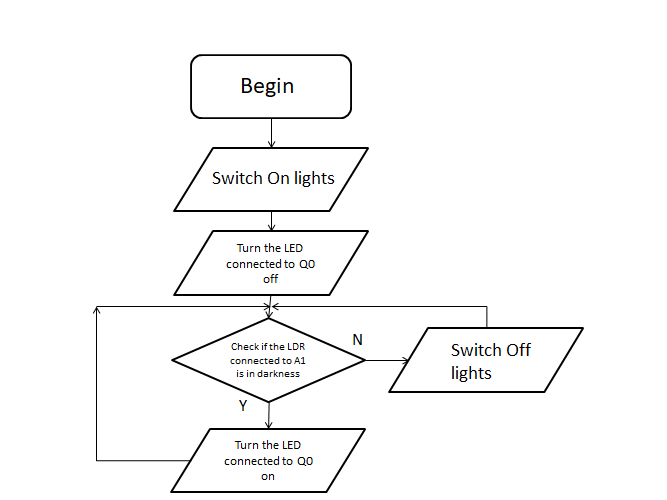 Begin
Switch On lights
Turn the LED
connected to Q0
off
Check if the LDR
connected to A1
is in darkness
N
Switch Off
lights
Y
Turn the LED
connected to Q0
on